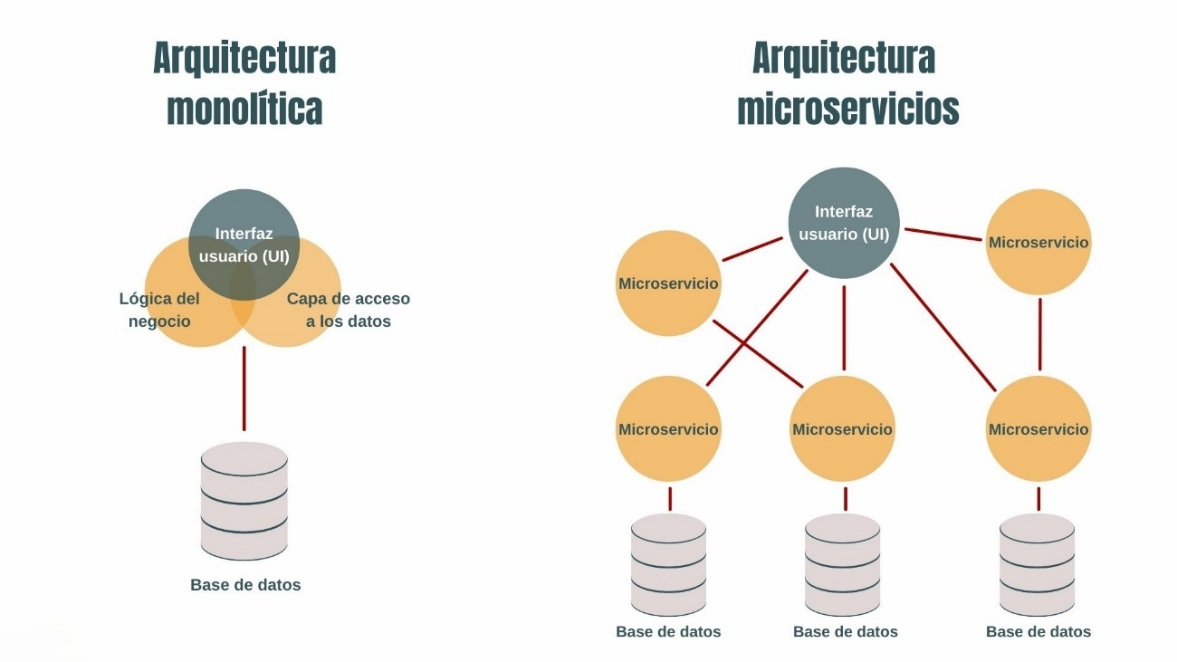 Arquitectura
monolítica
Interfaz
usuario (UI)
Lógica del
negocio
Capa de acceso
a los datos
Base de datos
Arquitectura
microservicios
Interfaz
usuario (UI)
Microservicio
Microservicio
Microservicio
Microservicio
Microservicio
Base de datos
Base de datos
Base de datos